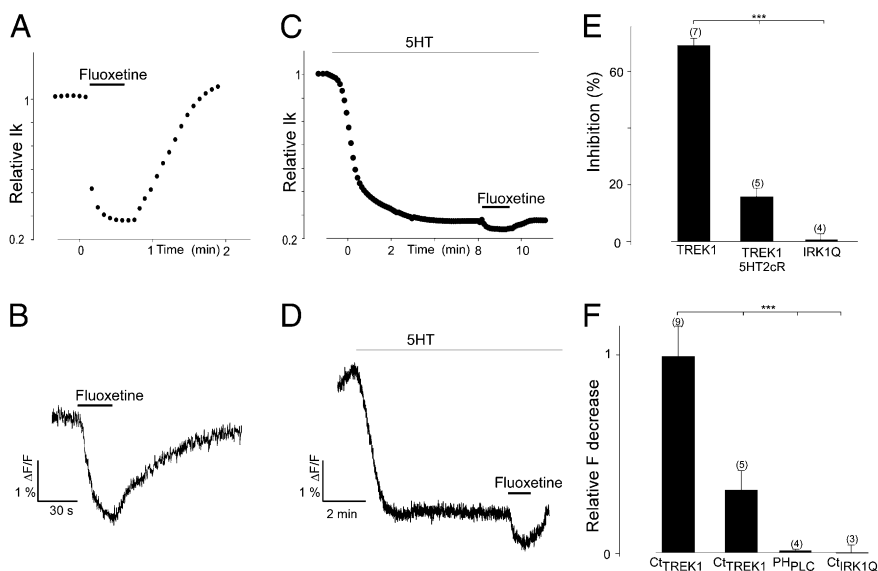 A
Fluoxetine
1
0.2
Relative Ik
0
1
Time (min)
2
B
Fluoxetine
ΔF/F
1 %
30 s
C
5HT
1
0.2
Relative Ik
Fluoxetine
0
2
Time (min)
8
10
D
5HT
Fluoxetine
ΔF/F
1 %
2 min
E
***
(7)
(5)
(4)
60
20
0
Inhibition (%)
TREK1
TREK1
5HT2cR
IRK1Q
F
***
(9)
(5)
(4)
(3)
1
0
Relative F decrease
CtTREK1
CtTREK1
PHPLC
CtIRK1Q